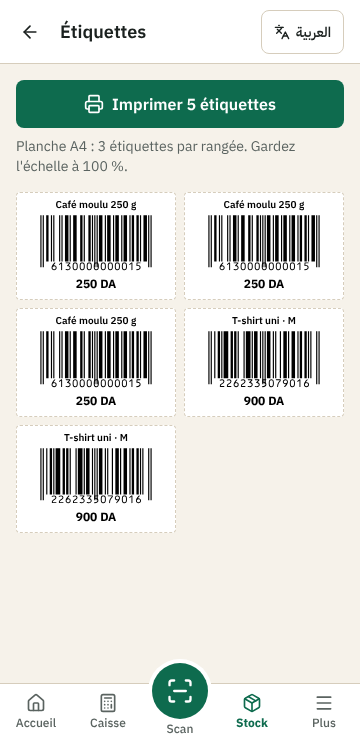 Étiquettes
العربية
Imprimer 5 étiquettes
Planche A4 : 3 étiquettes par rangée. Gardez
l'échelle à 100 %.
Café moulu 250 g
6130000000015
250 DA
Café moulu 250 g
6130000000015
250 DA
Café moulu 250 g
6130000000015
250 DA
T-shirt uni · M
2262335079016
900 DA
T-shirt uni · M
2262335079016
900 DA
Accueil
Caisse
Scan
Stock
Plus